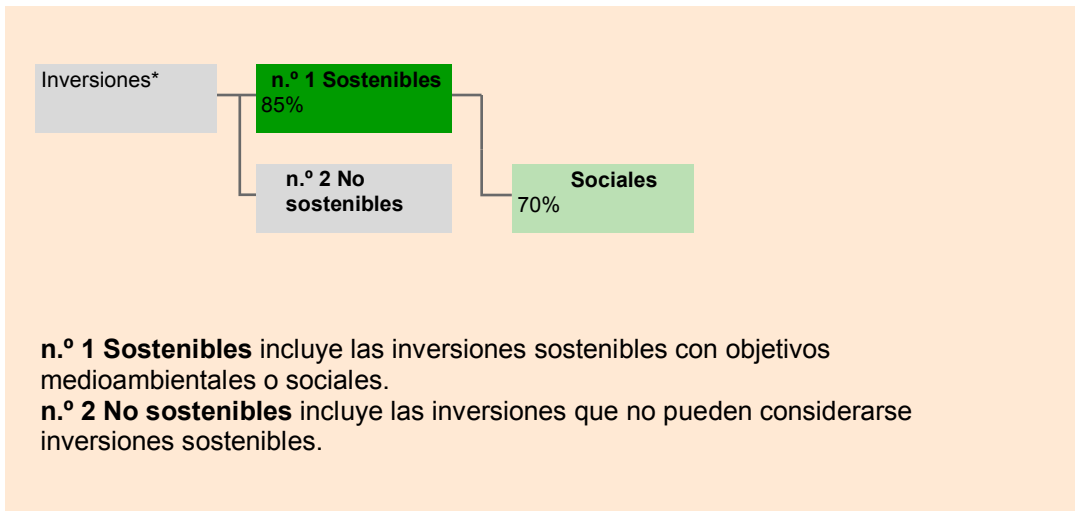 Inversiones*
n.º 1 Sostenibles
85%
n.º 2 No
sostenibles
Sociales
70%
n.º 1 Sostenibles incluye las inversiones sostenibles con objetivos
medioambientales o sociales.
n.º 2 No sostenibles incluye las inversiones que no pueden considerarse
inversiones sostenibles.